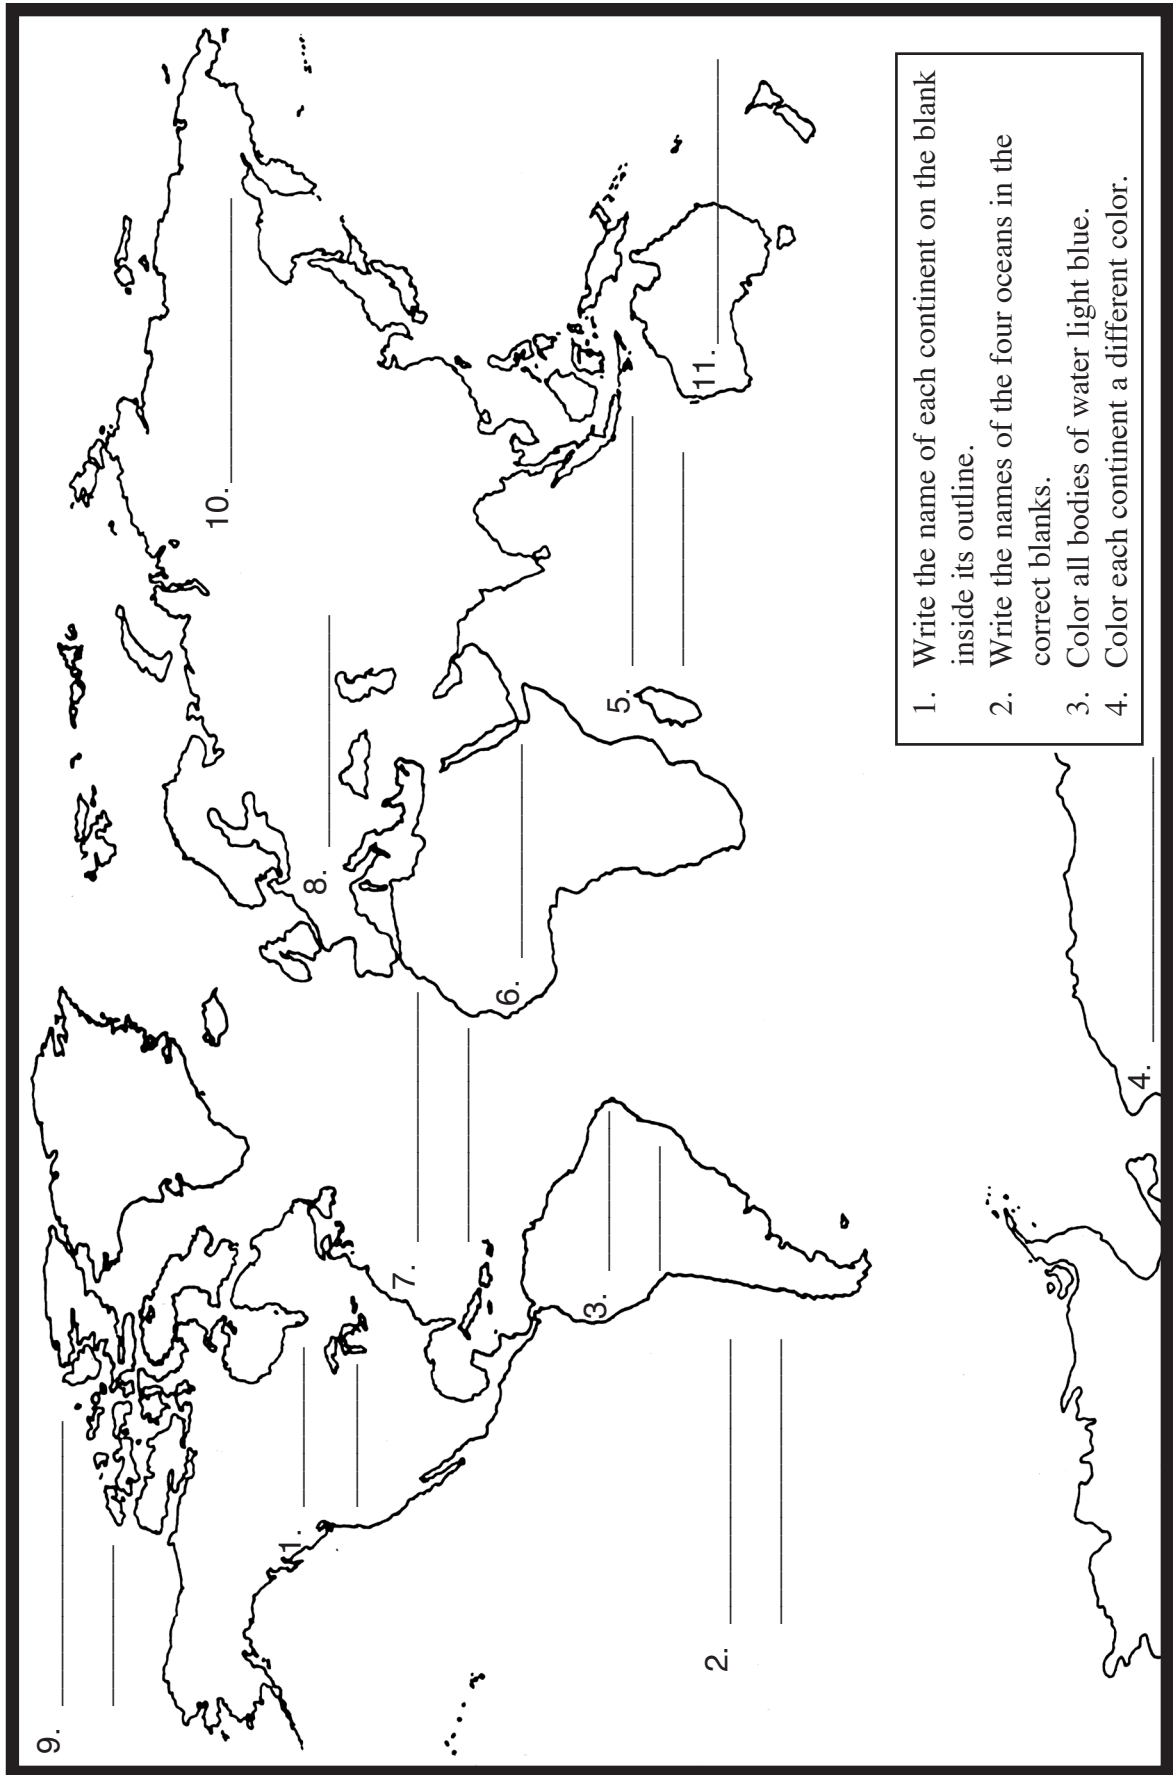 9.
10.
1.
8.
7.
6.
5.
3.
11.
2.
4.
1. Write the name of each continent on the blank
inside its outline.
2. Write the names of the four oceans in the
correct blanks.
3. Color all bodies of water light blue.
4. Color each continent a different color.